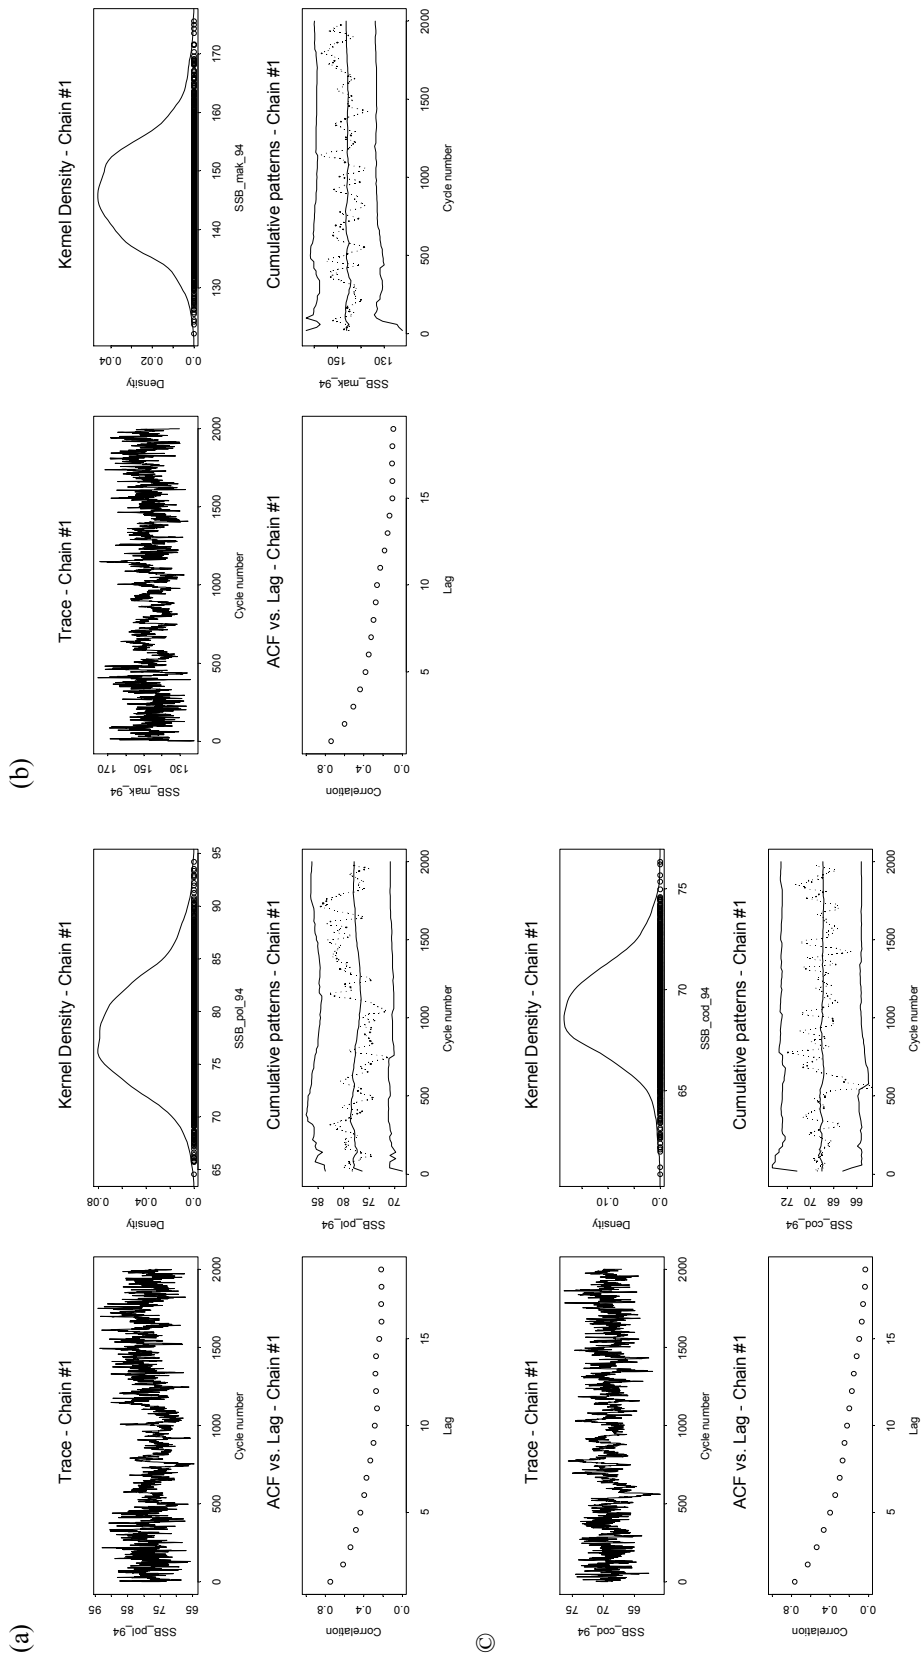 (a)
Trace - Chain #1
SSB_pol_94
65 75 85 95
0 500 1000 1500 2000
Cycle number
Kernel Density - Chain #1
Density
0.0 0.04 0.08
65 70 75 80 85 90 95
SSB_pol_94
ACF vs. Lag - Chain #1
Correlation
0.0 0.4 0.8
5 10 15
Lag
Cumulative patterns - Chain #1
SSB_pol_94
70 75 80 85
0 500 1000 1500 2000
Cycle number
(b)
Trace - Chain #1
SSB_mak_94
130 150 170
0 500 1000 1500 2000
Cycle number
Kernel Density - Chain #1
Density
0.0 0.02 0.04
130 140 150 160 170
SSB_mak_94
ACF vs. Lag - Chain #1
Correlation
0.0 0.4 0.8
5 10 15
Lag
Cumulative patterns - Chain #1
SSB_mak_94
130 150
0 500 1000 1500 2000
Cycle number
©
Trace - Chain #1
SSB_cod_94
65 70 75
0 500 1000 1500 2000
Cycle number
Kernel Density - Chain #1
Density
0.0 0.10
65 70 75
SSB_cod_94
ACF vs. Lag - Chain #1
Correlation
0.0 0.4 0.8
5 10 15
Lag
Cumulative patterns - Chain #1
SSB_cod_94
66 68 70 72
0 500 1000 1500 2000
Cycle number